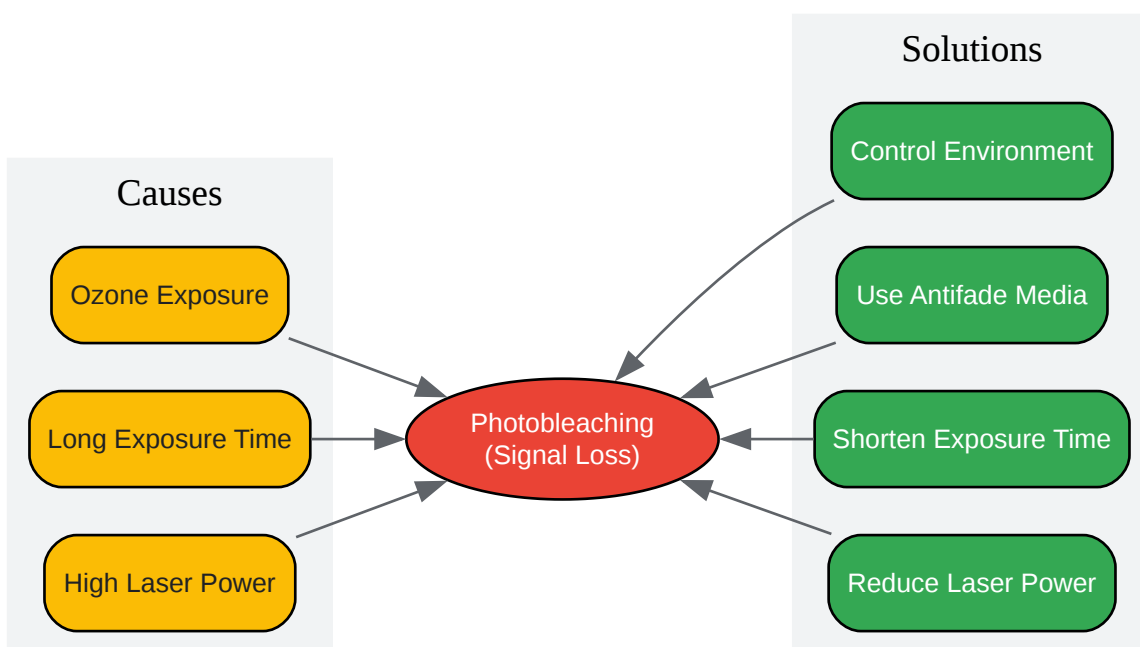 Causes
Ozone Exposure
Long Exposure Time
High Laser Power
Photobleaching
(Signal Loss)
Solutions
Control Environment
Use Antifade Media
Shorten Exposure Time
Reduce Laser Power